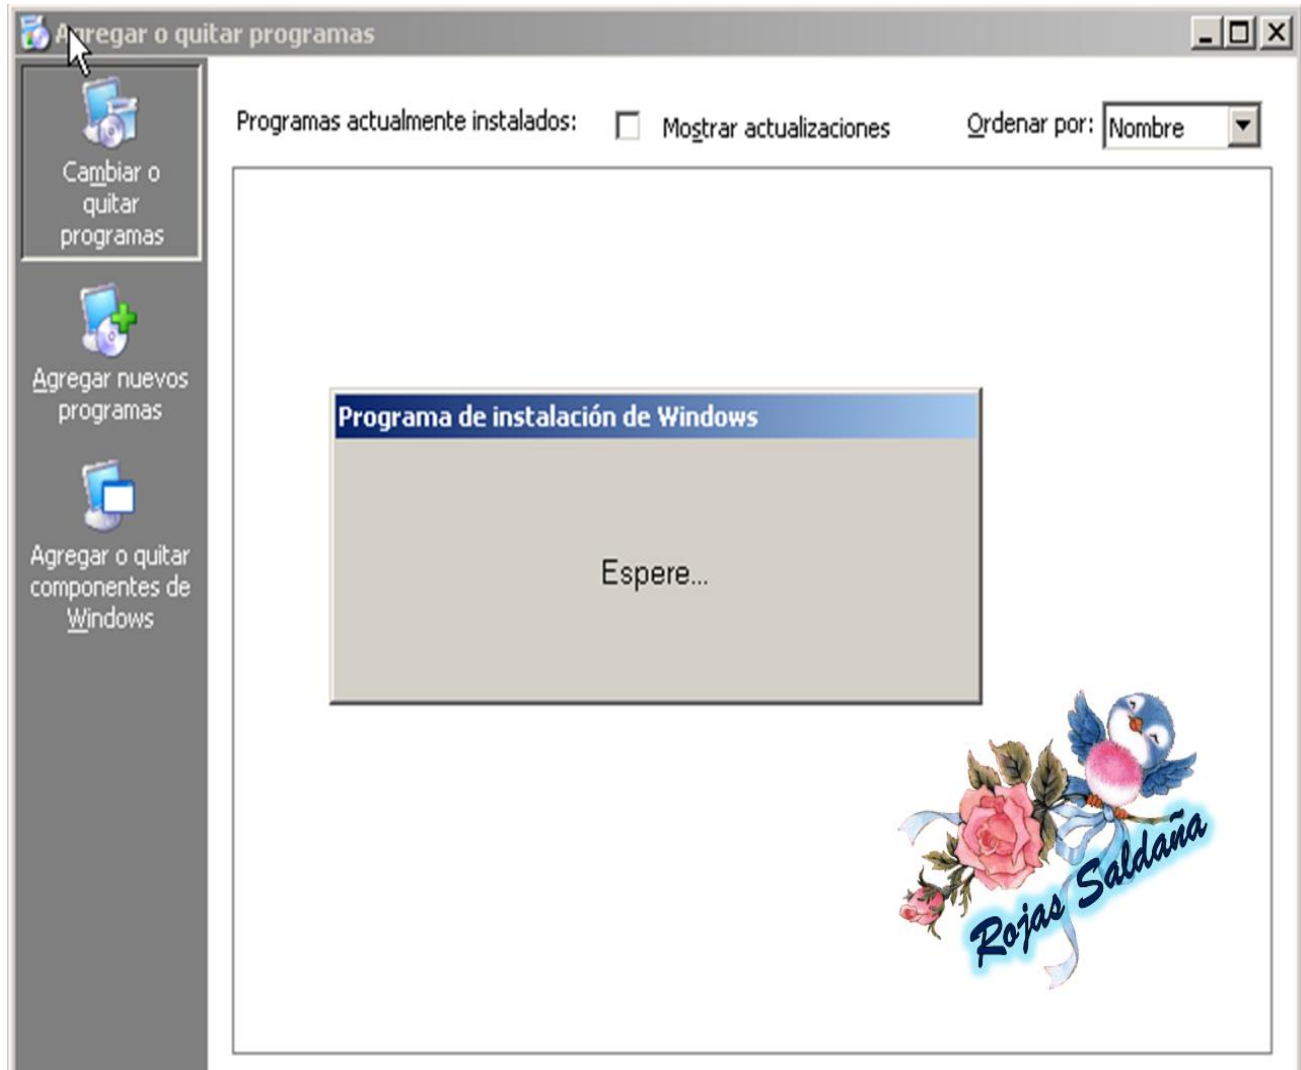 Agregar o quitar programas
Cambiar o
quitar
programas
Agregar nuevos
programas
Agregar o quitar
componentes de
Windows
Programas actualmente instalados: Mostrar actualizaciones Ordenar por: Nombre
Programa de instalación de Windows
Espere...
Rojas Saldaña